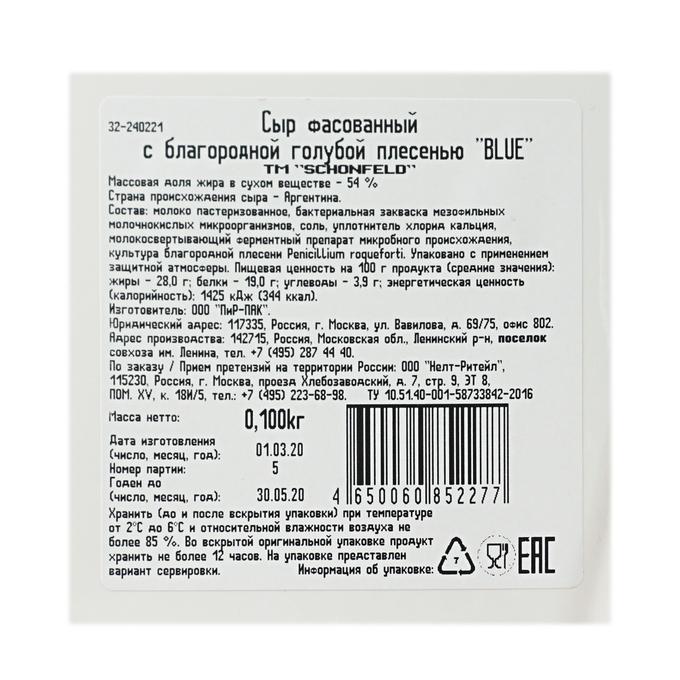 32-240221
Сыр фасованный
с благородной голубой плесенью "BLUE"
ТМ "SCHONFELD"
Массовая доля жира в сухом веществе - 54 %
Страна происхождения сыра - Аргентина.
Состав: молоко пастеризованное, бактериальная закваска мезофильных
молочнокислых микроорганизмов, соль, уплотнитель хлорид кальция,
молокосвертывающий ферментный препарат микробного происхождения,
культура благородной плесени Penicillium roqueforti. Упаковано с применением
защитной атмосферы. Пищевая ценность на 100 г продукта (средние значения):
жиры - 28,0 г; белки - 19,0 г; углеводы - 3,9 г; энергетическая ценность
(калорийность): 1425 кДж (344 ккал).
Изготовитель: ООО "ПиР-ПАК".
Юридический адрес: 117335, Россия, г. Москва, ул. Вавилова, д. 69/75, офис 802.
Адрес производства: 142715, Россия, Московская обл., Ленинский р-н, поселок
совхоза им. Ленина, тел. +7 (495) 287 44 40.
По заказу / Прием претензий на территории России: ООО "Нелт-Ритейл",
115230, Россия, г. Москва, проезд Хлебозаводский, д. 7, стр. 9, ЭТ 8,
ПОМ. XV, к. 18И/5, тел.: +7 (495) 223-68-98. ТУ 10.51.40-001-58733842-2016
Масса нетто: 0,100кг
Дата изготовления
(число, месяц, год): 01.03.20
Номер партии: 5
Годен до
(число, месяц, год): 30.05.20
4 650060 852277
Хранить (до и после вскрытия упаковки) при температуре
от 2°С до 6°С и относительной влажности воздуха не
более 85 %. Во вскрытой оригинальной упаковке продукт
хранить не более 12 часов. На упаковке представлен
вариант сервировки. Информация об упаковке:
7
EAC